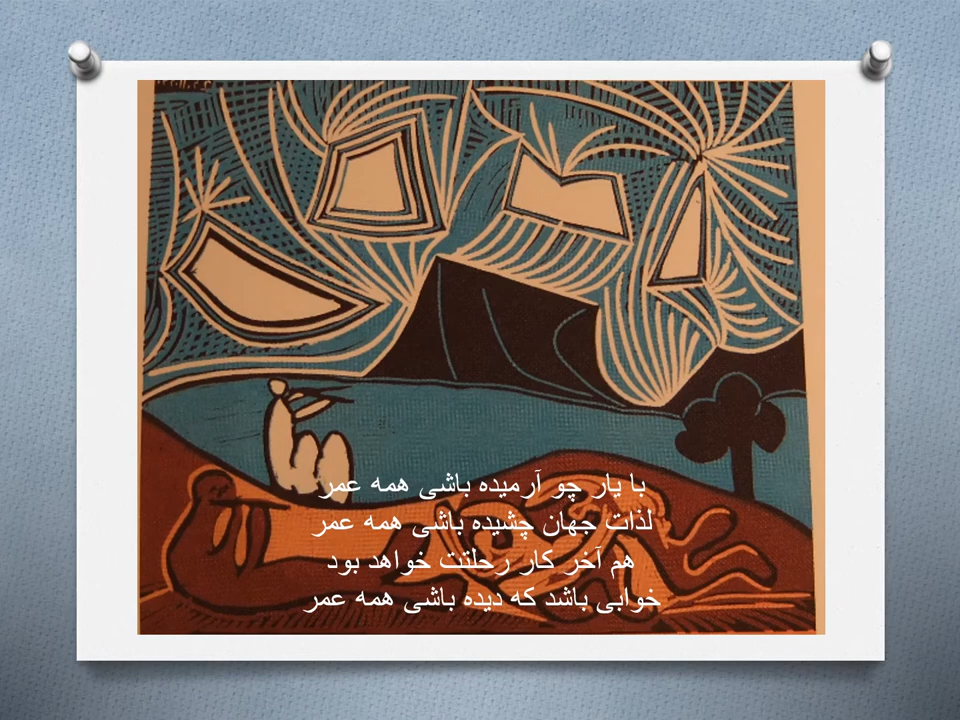 با یار چو آرمیده باشی همه عمر
لذات جهان چشیده باشی همه عمر
هم آخر کار رحلتت خواهد بود
خوابی باشد که دیده باشی همه عمر